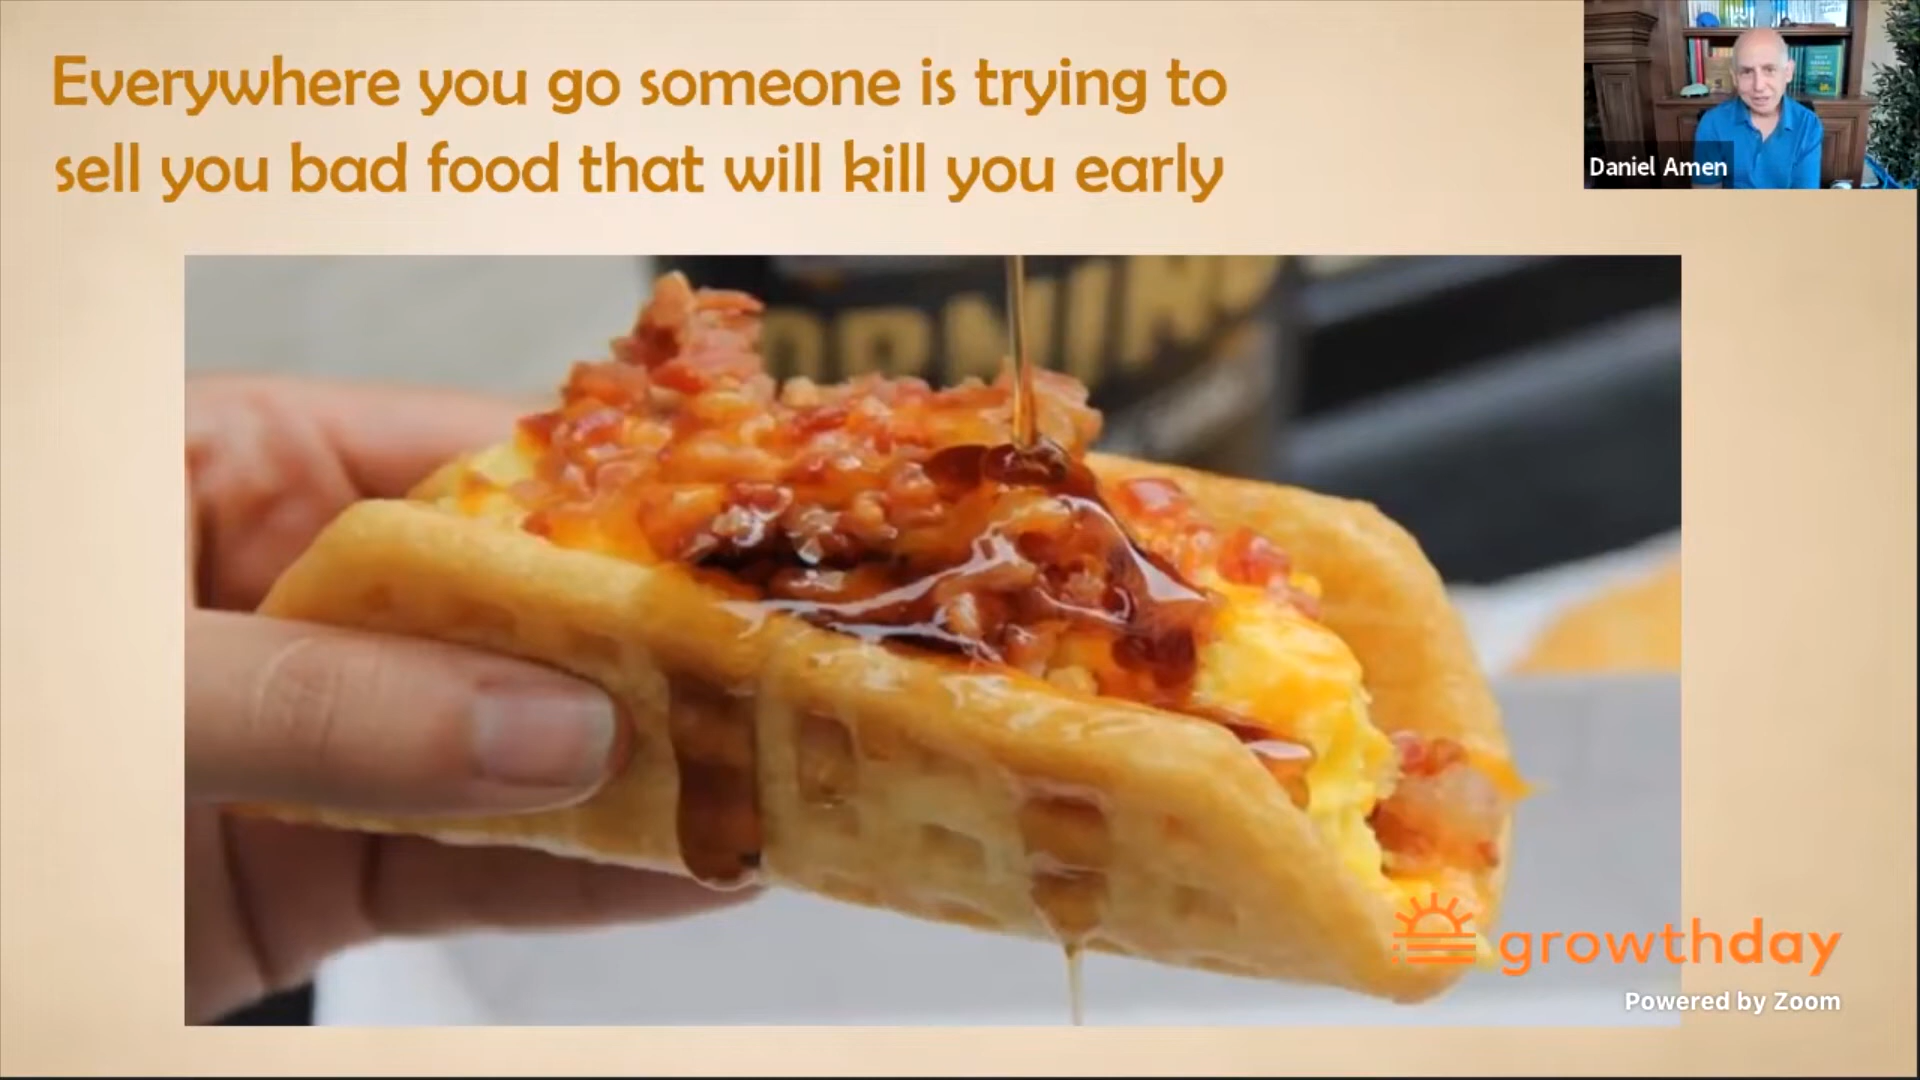 Everywhere you go someone is trying to
sell you bad food that will kill you early
Daniel Amen
ORNIN
growthday
Powered by Zoom